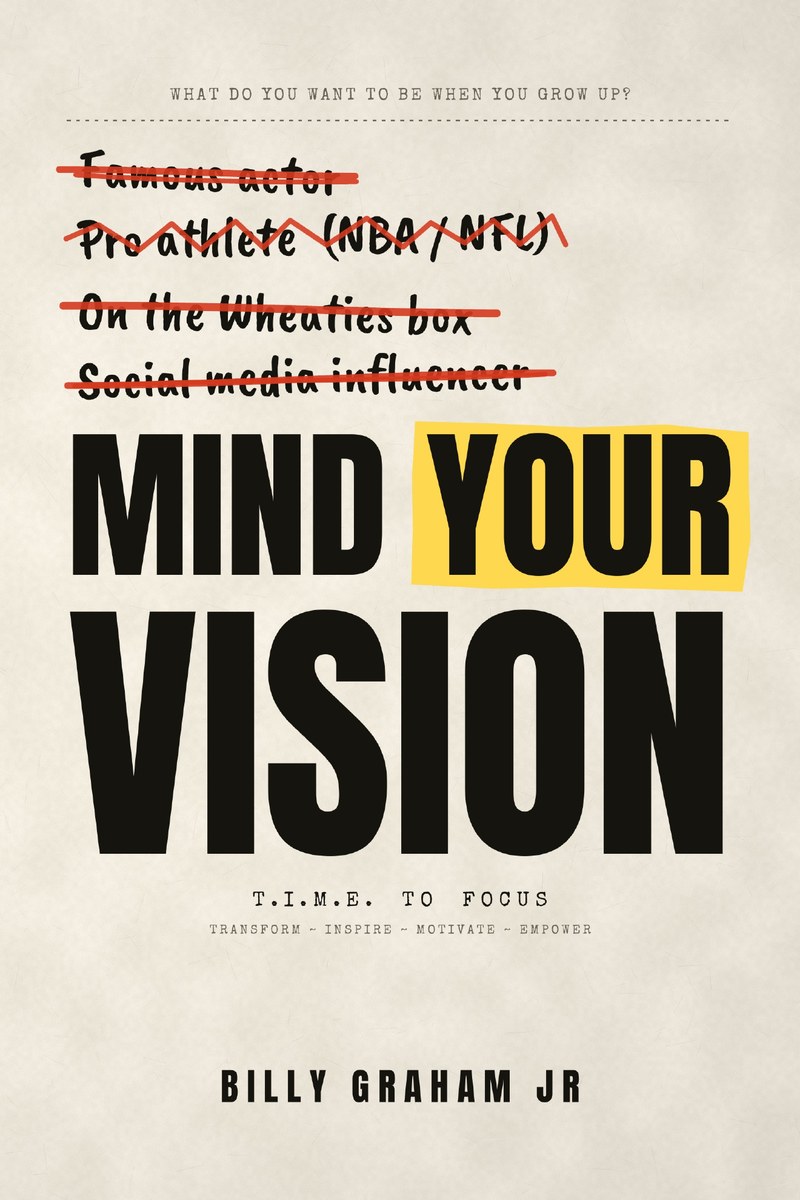 WHAT DO YOU WANT TO BE WHEN YOU GROW UP?
Famous actor
Pro athlete (NBA / NFL)
On the Wheaties box
Social media influencer
MIND YOUR
VISION
T.I.M.E. TO FOCUS
TRANSFORM ~ INSPIRE ~ MOTIVATE ~ EMPOWER
BILLY GRAHAM JR